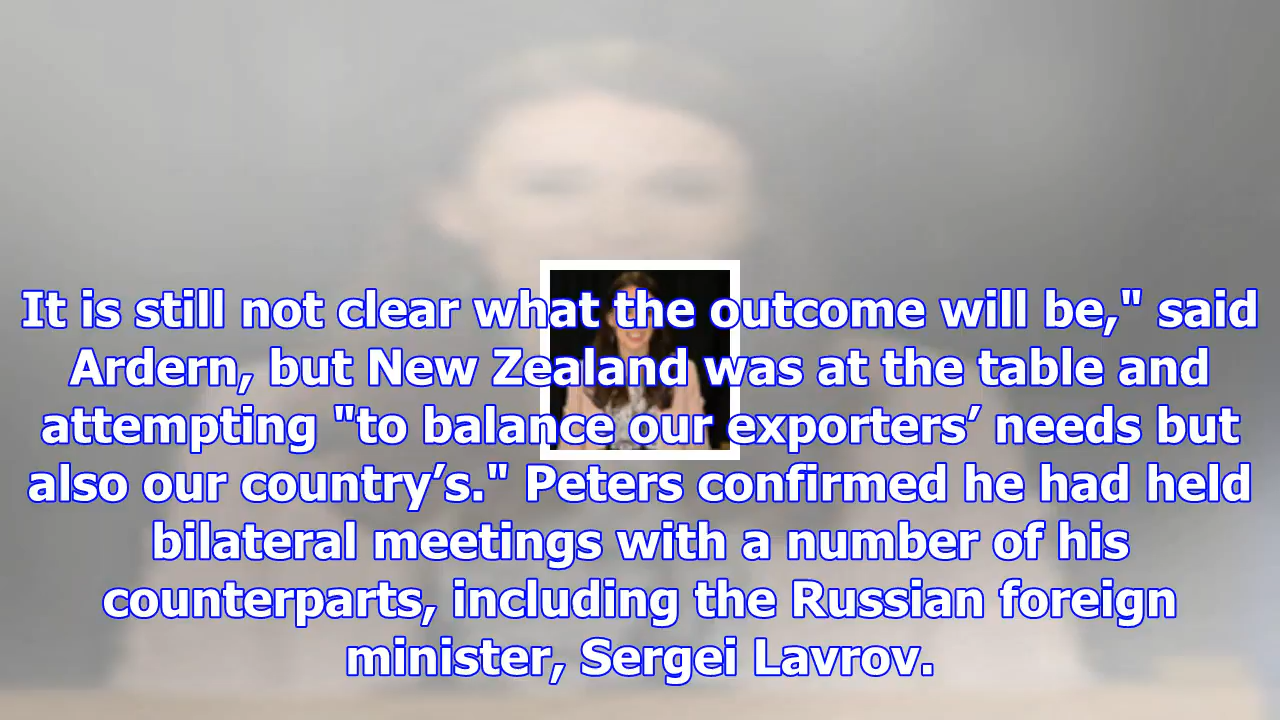 It is still not clear what the outcome will be," said
Ardern, but New Zealand was at the table and
attempting "to balance our exporters’ needs but
also our country’s." Peters confirmed he had held
bilateral meetings with a number of his
counterparts, including the Russian foreign
minister, Sergei Lavrov.